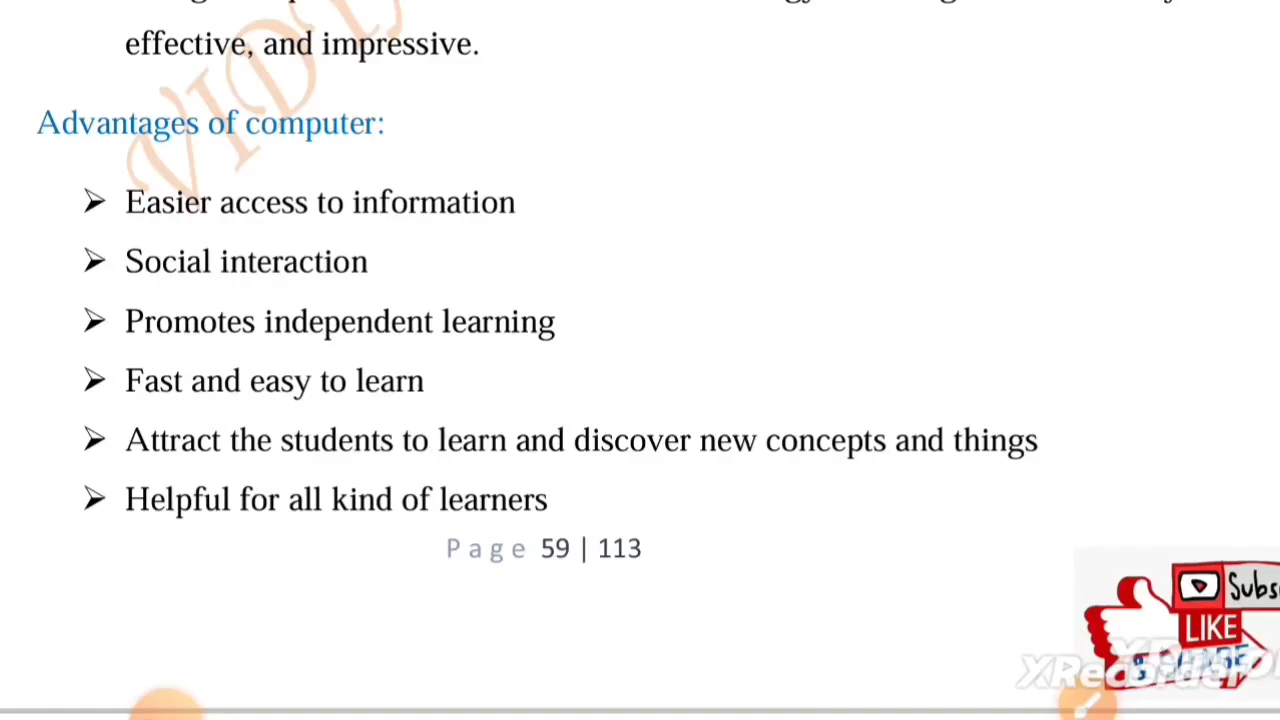 effective, and impressive.
Advantages of computer:
➢ Easier access to information
➢ Social interaction
➢ Promotes independent learning
➢ Fast and easy to learn
➢ Attract the students to learn and discover new concepts and things
➢ Helpful for all kind of learners
Page 59 | 113
LIKE